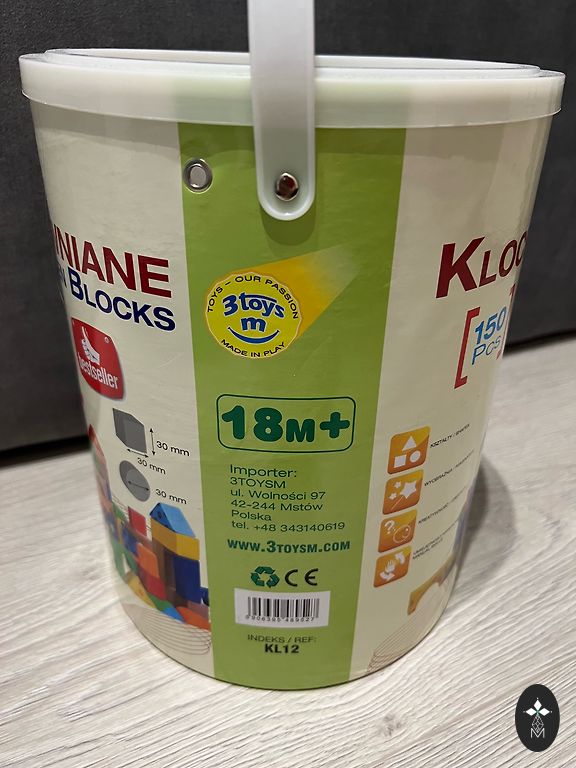 NIANE
BLOCKS
bestseller
30 mm
30 mm
30 mm
TOYS - OUR PASSION
3toys
m
MADE IN PLAY
18M+
Importer:
3TOYSM
ul. Wolności 97
42-244 Mstów
Polska
tel. +48 343140619
WWW.3TOYSM.COM
CE
INDEKS / REF:
KL12
KLOC
[150
PCS]
KSZTAŁTY / SHAPES
M